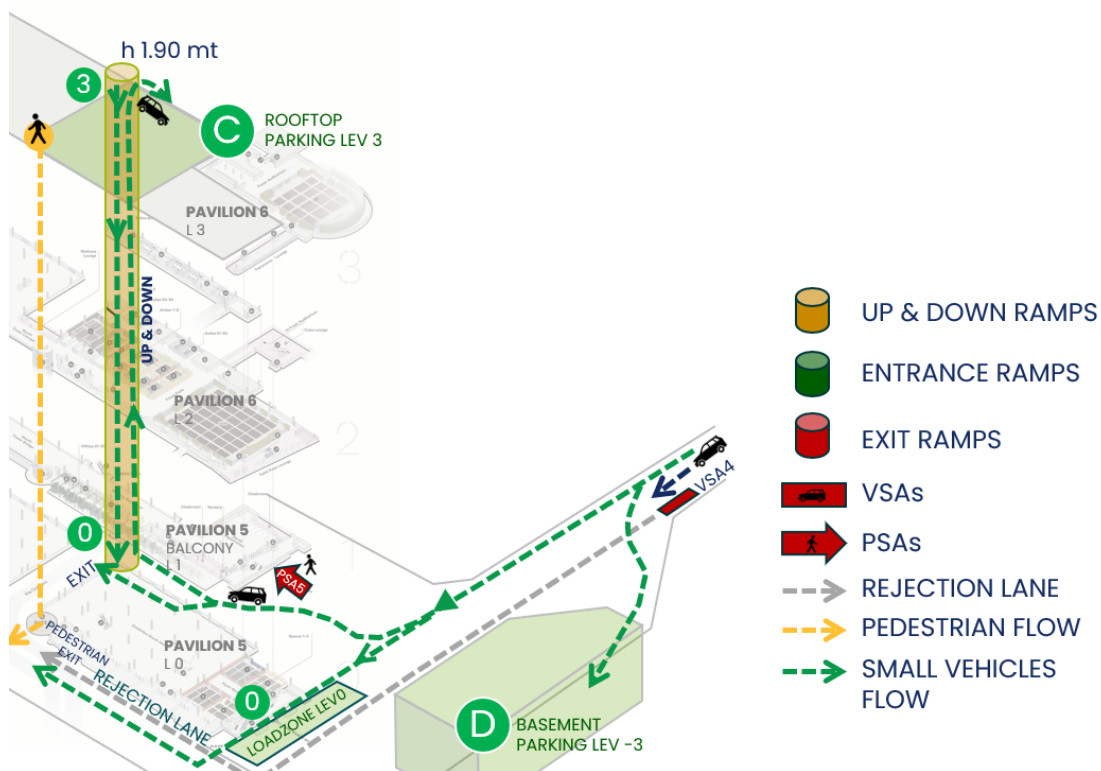 h 1.90 mt
3
C
ROOFTOP
PARKING LEV 3
PAVILION 6
L 3
3
UP & DOWN
PAVILION 6
L 2
2
VSA4
0
PAVILION 5
BALCONY
L 1
EXIT
PSA5
PEDESTRIAN
EXIT
PAVILION 5
L 0
REJECTION LANE
0
LOADZONE LEV0
D
BASEMENT
PARKING LEV -3
UP & DOWN RAMPS
ENTRANCE RAMPS
EXIT RAMPS
VSAs
PSAs
REJECTION LANE
PEDESTRIAN FLOW
SMALL VEHICLES
FLOW